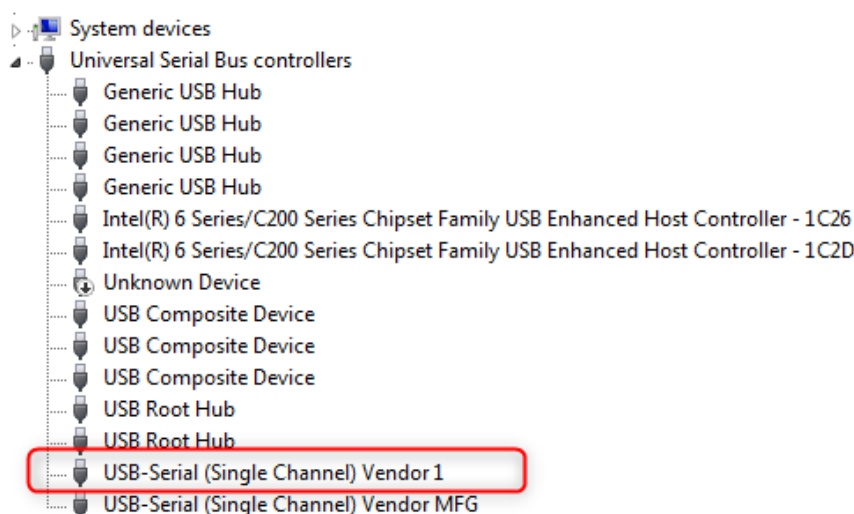 System devices
Universal Serial Bus controllers
Generic USB Hub
Generic USB Hub
Generic USB Hub
Generic USB Hub
Intel(R) 6 Series/C200 Series Chipset Family USB Enhanced Host Controller - 1C26
Intel(R) 6 Series/C200 Series Chipset Family USB Enhanced Host Controller - 1C2D
Unknown Device
USB Composite Device
USB Composite Device
USB Composite Device
USB Root Hub
USB Root Hub
USB-Serial (Single Channel) Vendor 1
USB-Serial (Single Channel) Vendor MFG